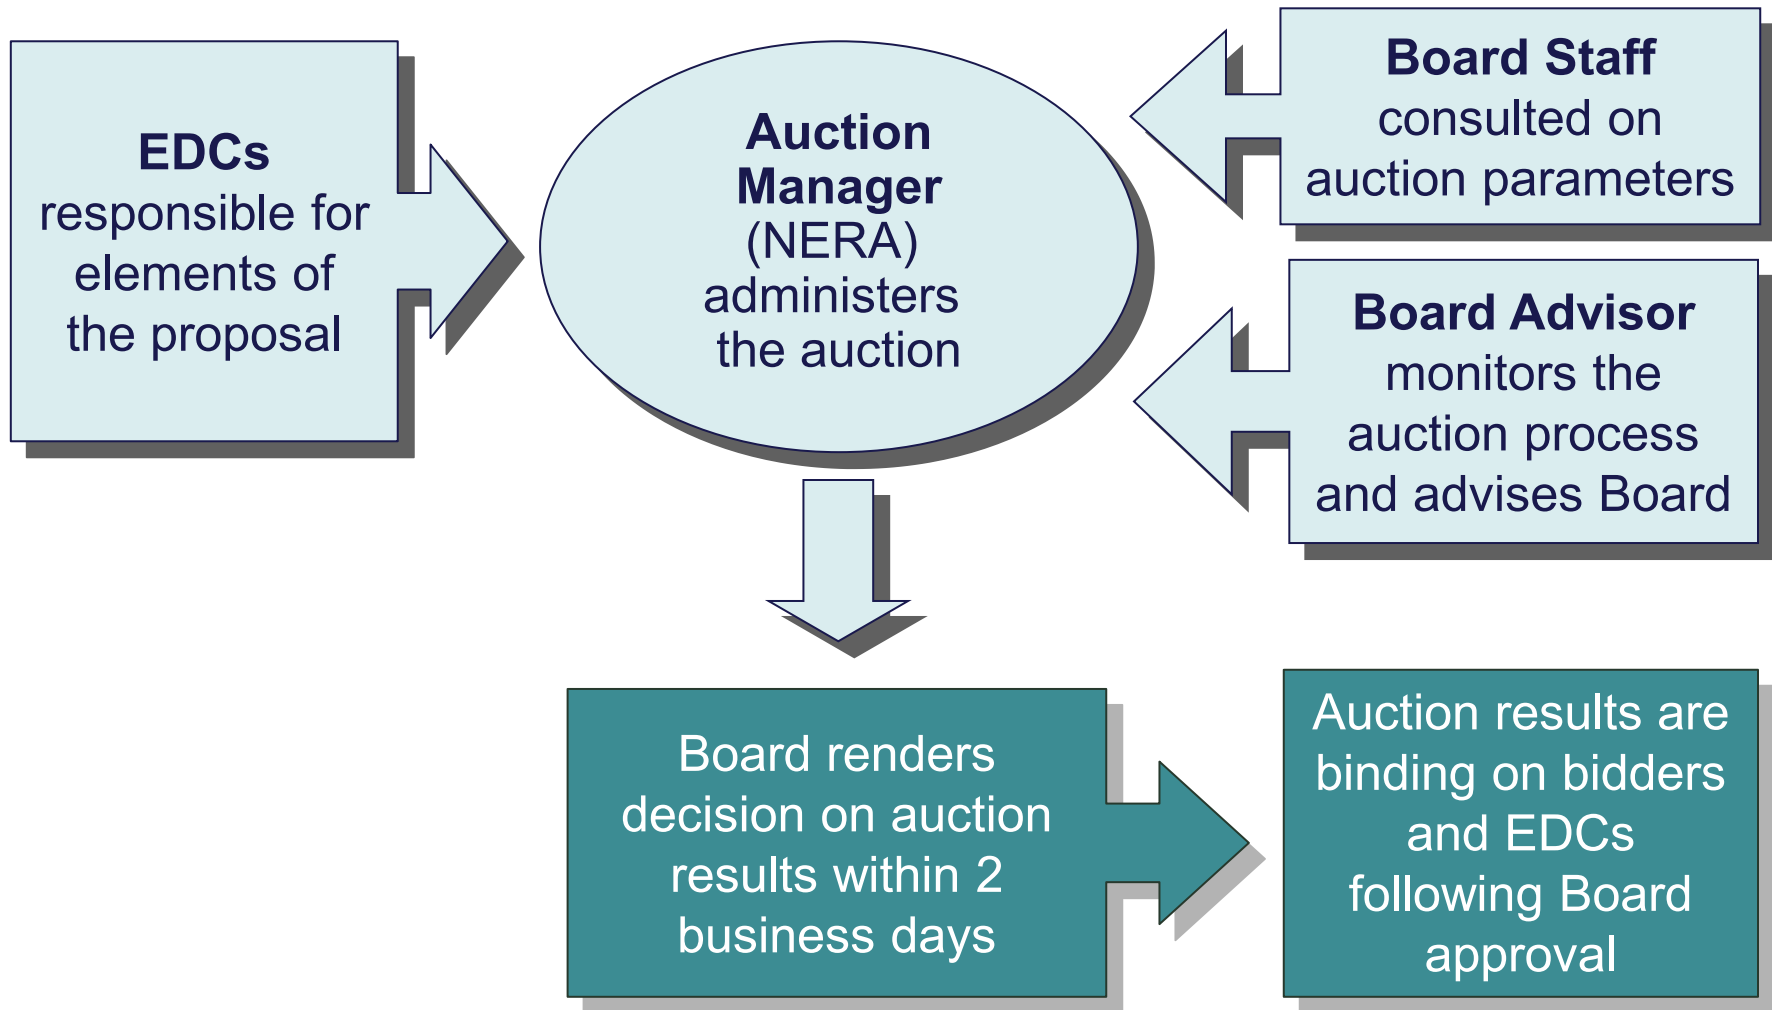 EDCs
responsible for
elements of
the proposal
Auction
Manager
(NERA)
administers
the auction
Board Staff
consulted on
auction parameters
Board Advisor
monitors the
auction process
and advises Board
Board renders
decision on auction
results within 2
business days
Auction results are
binding on bidders
and EDCs
following Board
approval